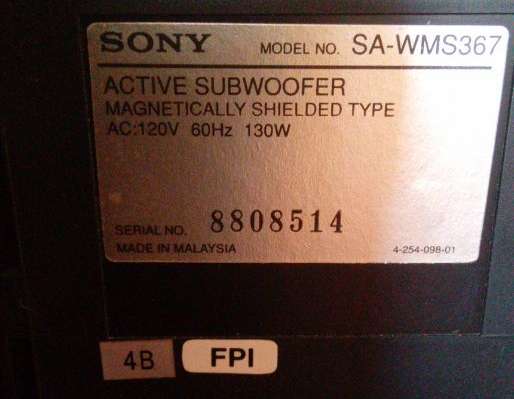 SONY MODEL NO. SA-WMS367
ACTIVE SUBWOOFER
MAGNETICALLY SHIELDED TYPE
AC:120V 60Hz 130W
SERIAL NO. 8808514
MADE IN MALAYSIA 4-254-098-01
4B FPI